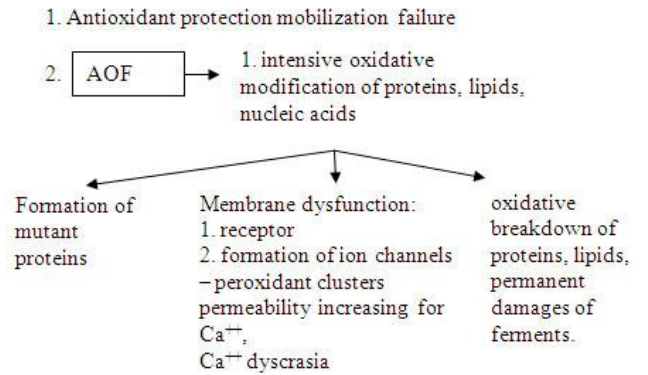 1. Antioxidant protection mobilization failure
2. AOF
1. intensive oxidative
modification of proteins, lipids,
nucleic acids
Formation of
mutant
proteins
Membrane dysfunction:
1. receptor
2. formation of ion channels
– peroxidant clusters
permeability increasing for
Ca⁺⁺,
Ca⁺⁺ dyscrasia
oxidative
breakdown of
proteins, lipids,
permanent
damages of
ferments.